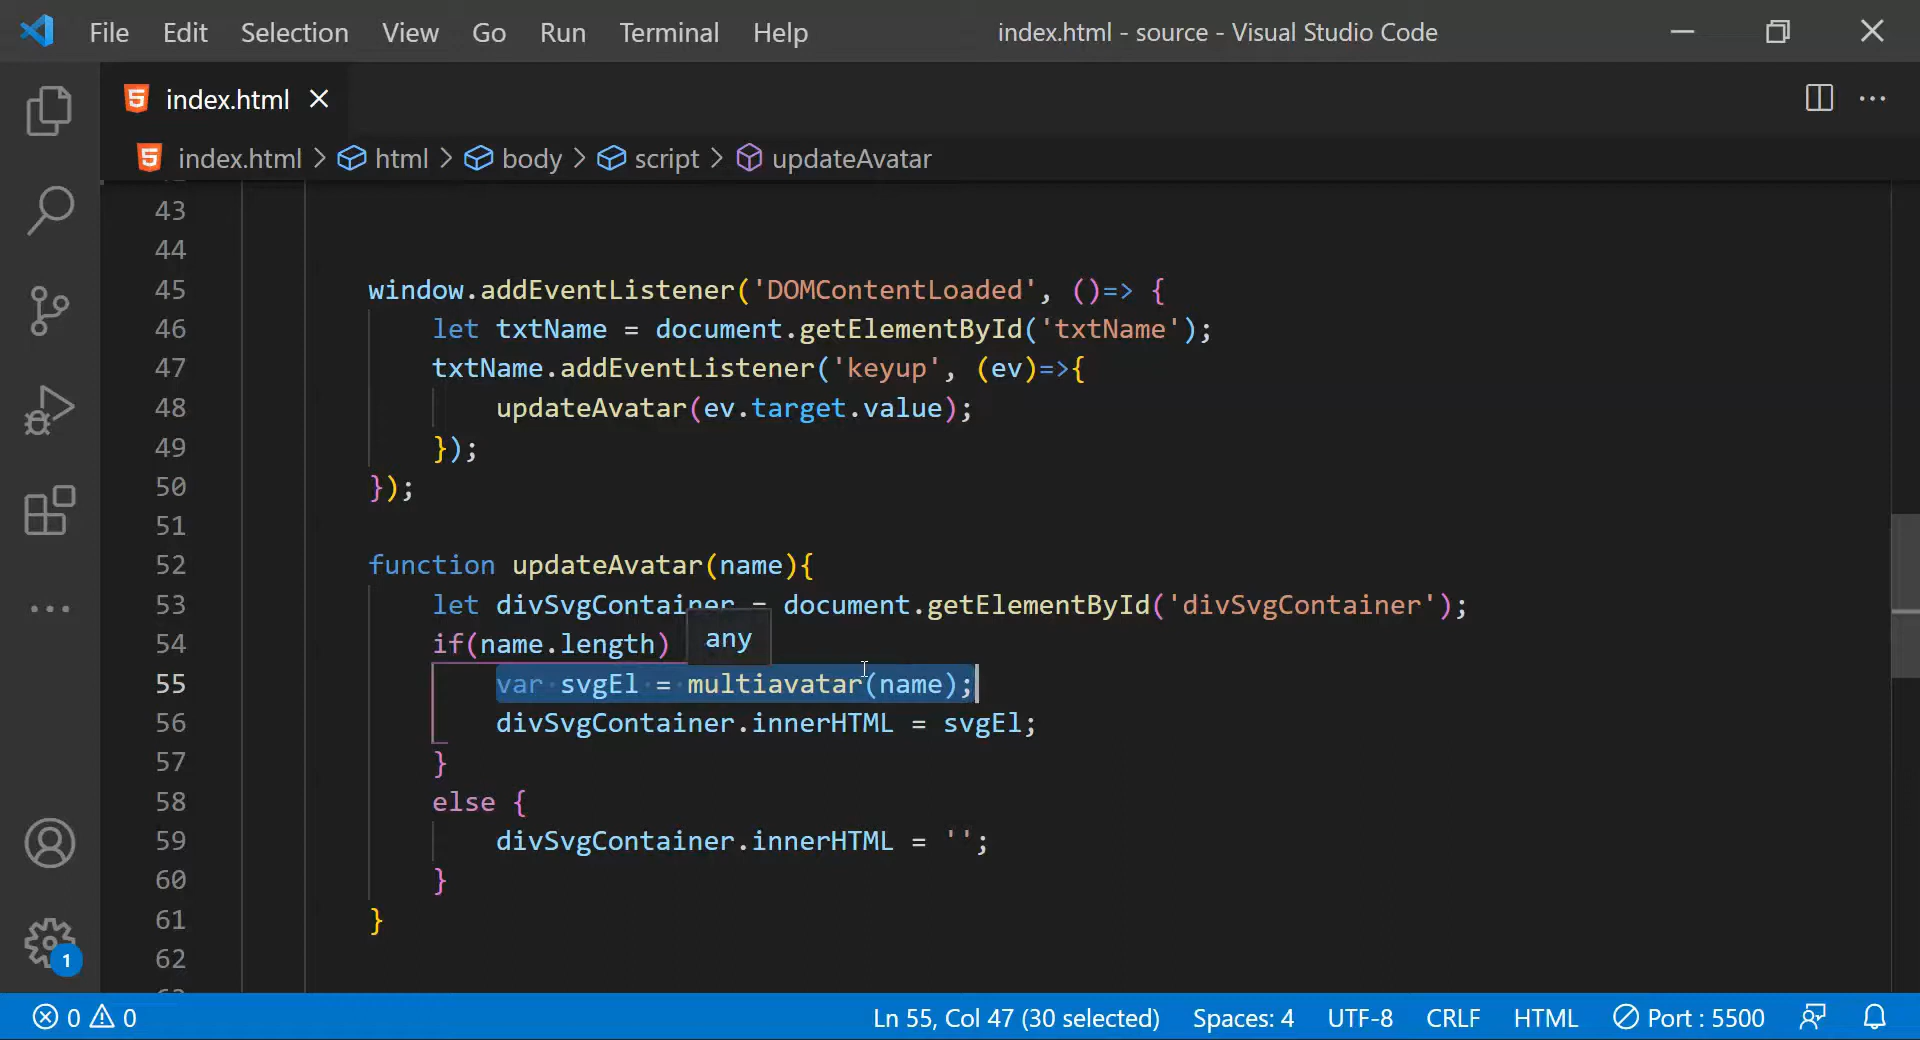 File Edit Selection View Go Run Terminal Help index.html - source - Visual Studio Code
index.html
index.html > html > body > script > updateAvatar
43
44
45 window.addEventListener('DOMContentLoaded', ()=> {
46 let txtName = document.getElementById('txtName');
47 txtName.addEventListener('keyup', (ev)=>{
48 updateAvatar(ev.target.value);
49 });
50 });
51
52 function updateAvatar(name){
53 let divSvgContainer = document.getElementById('divSvgContainer');
54 if(name.length) any
55 var svgEl = multiavatar(name);
56 divSvgContainer.innerHTML = svgEl;
57 }
58 else {
59 divSvgContainer.innerHTML = '';
60 }
61 }
62
1
0 0 Ln 55, Col 47 (30 selected) Spaces: 4 UTF-8 CRLF HTML Port : 5500